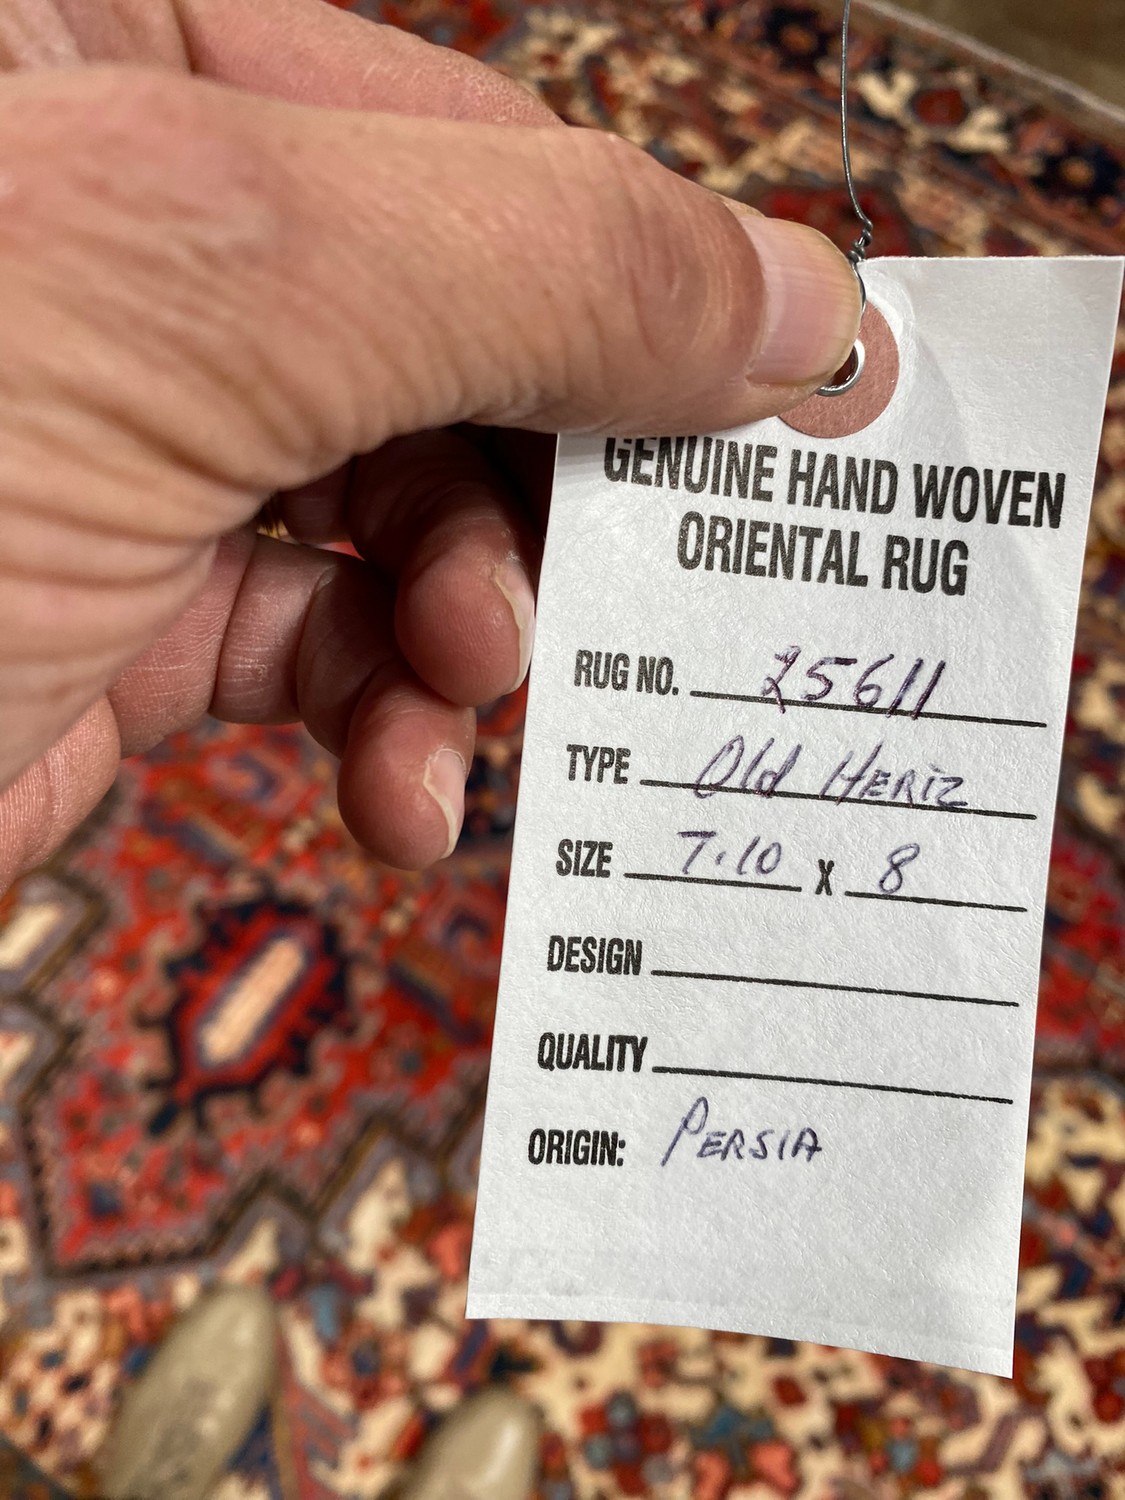 GENUINE HAND WOVEN
ORIENTAL RUG
RUG NO. 25611
TYPE Old HERIZ
SIZE 7.10 X 8
DESIGN
QUALITY
ORIGIN: PERSIA